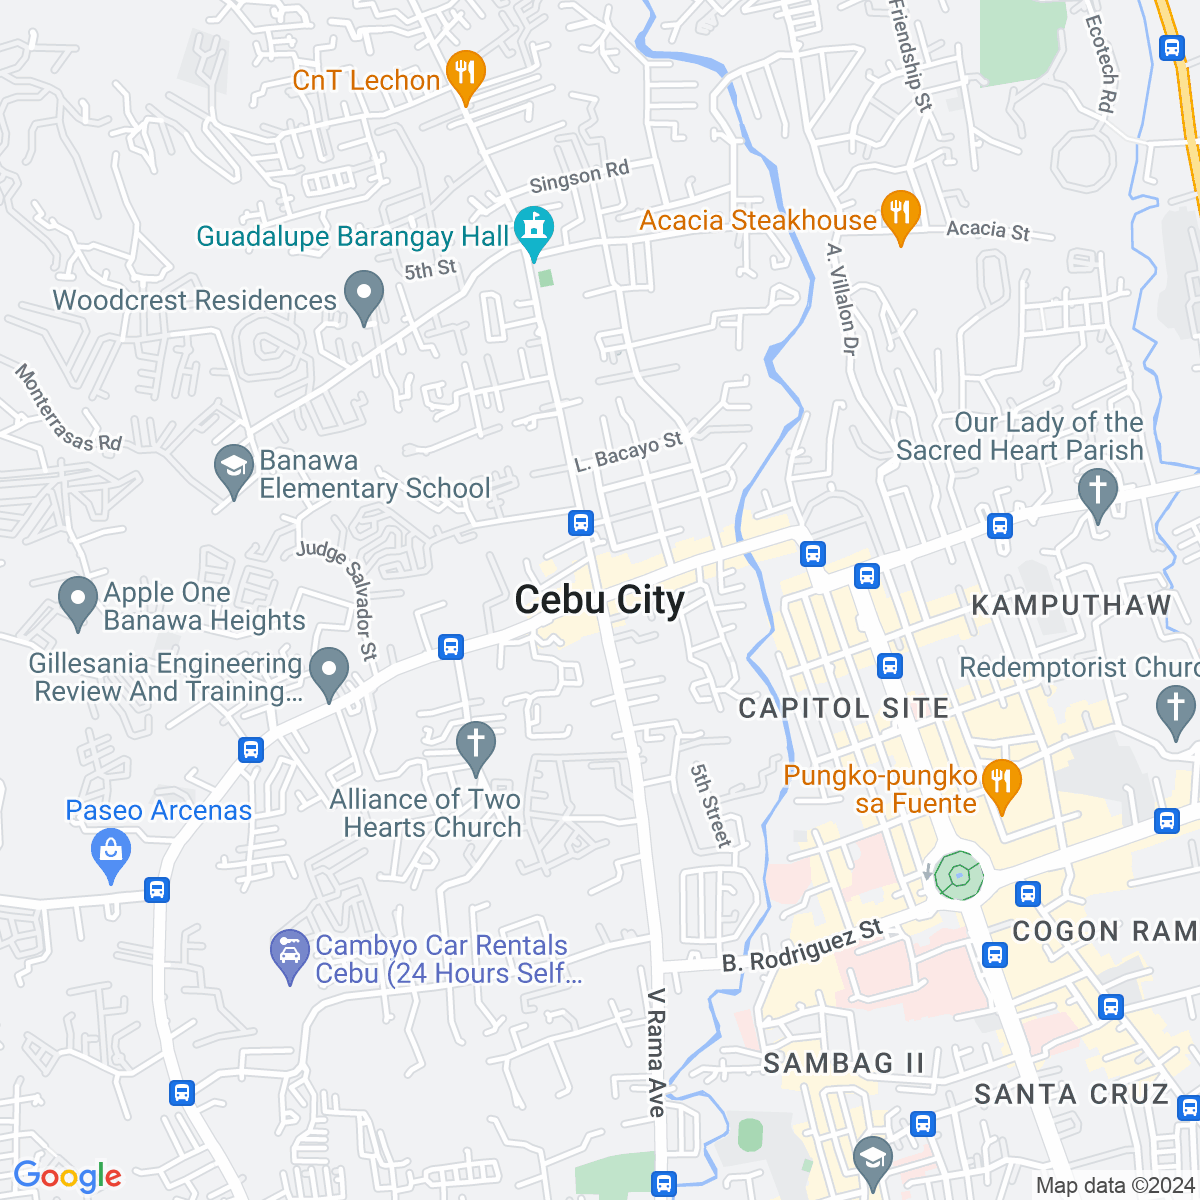 Friendship St
Ecotech Rd
CnT Lechon
Singson Rd
Acacia Steakhouse
Acacia St
Guadalupe Barangay Hall
5th St
A. Villalon Dr
Woodcrest Residences
Monterrasas Rd
Our Lady of the
Sacred Heart Parish
L. Bacayo St
Banawa
Elementary School
Judge Salvador St
Apple One
Banawa Heights
Cebu City
KAMPUTHAW
Gillesania Engineering
Review And Training...
Redemptorist Churc
CAPITOL SITE
5th Street
Pungko-pungko
sa Fuente
Alliance of Two
Hearts Church
Paseo Arcenas
B. Rodriguez St
COGON RAM
Cambyo Car Rentals
Cebu (24 Hours Self...
V Rama Ave
SAMBAG II
SANTA CRUZ
Google
Map data ©2024